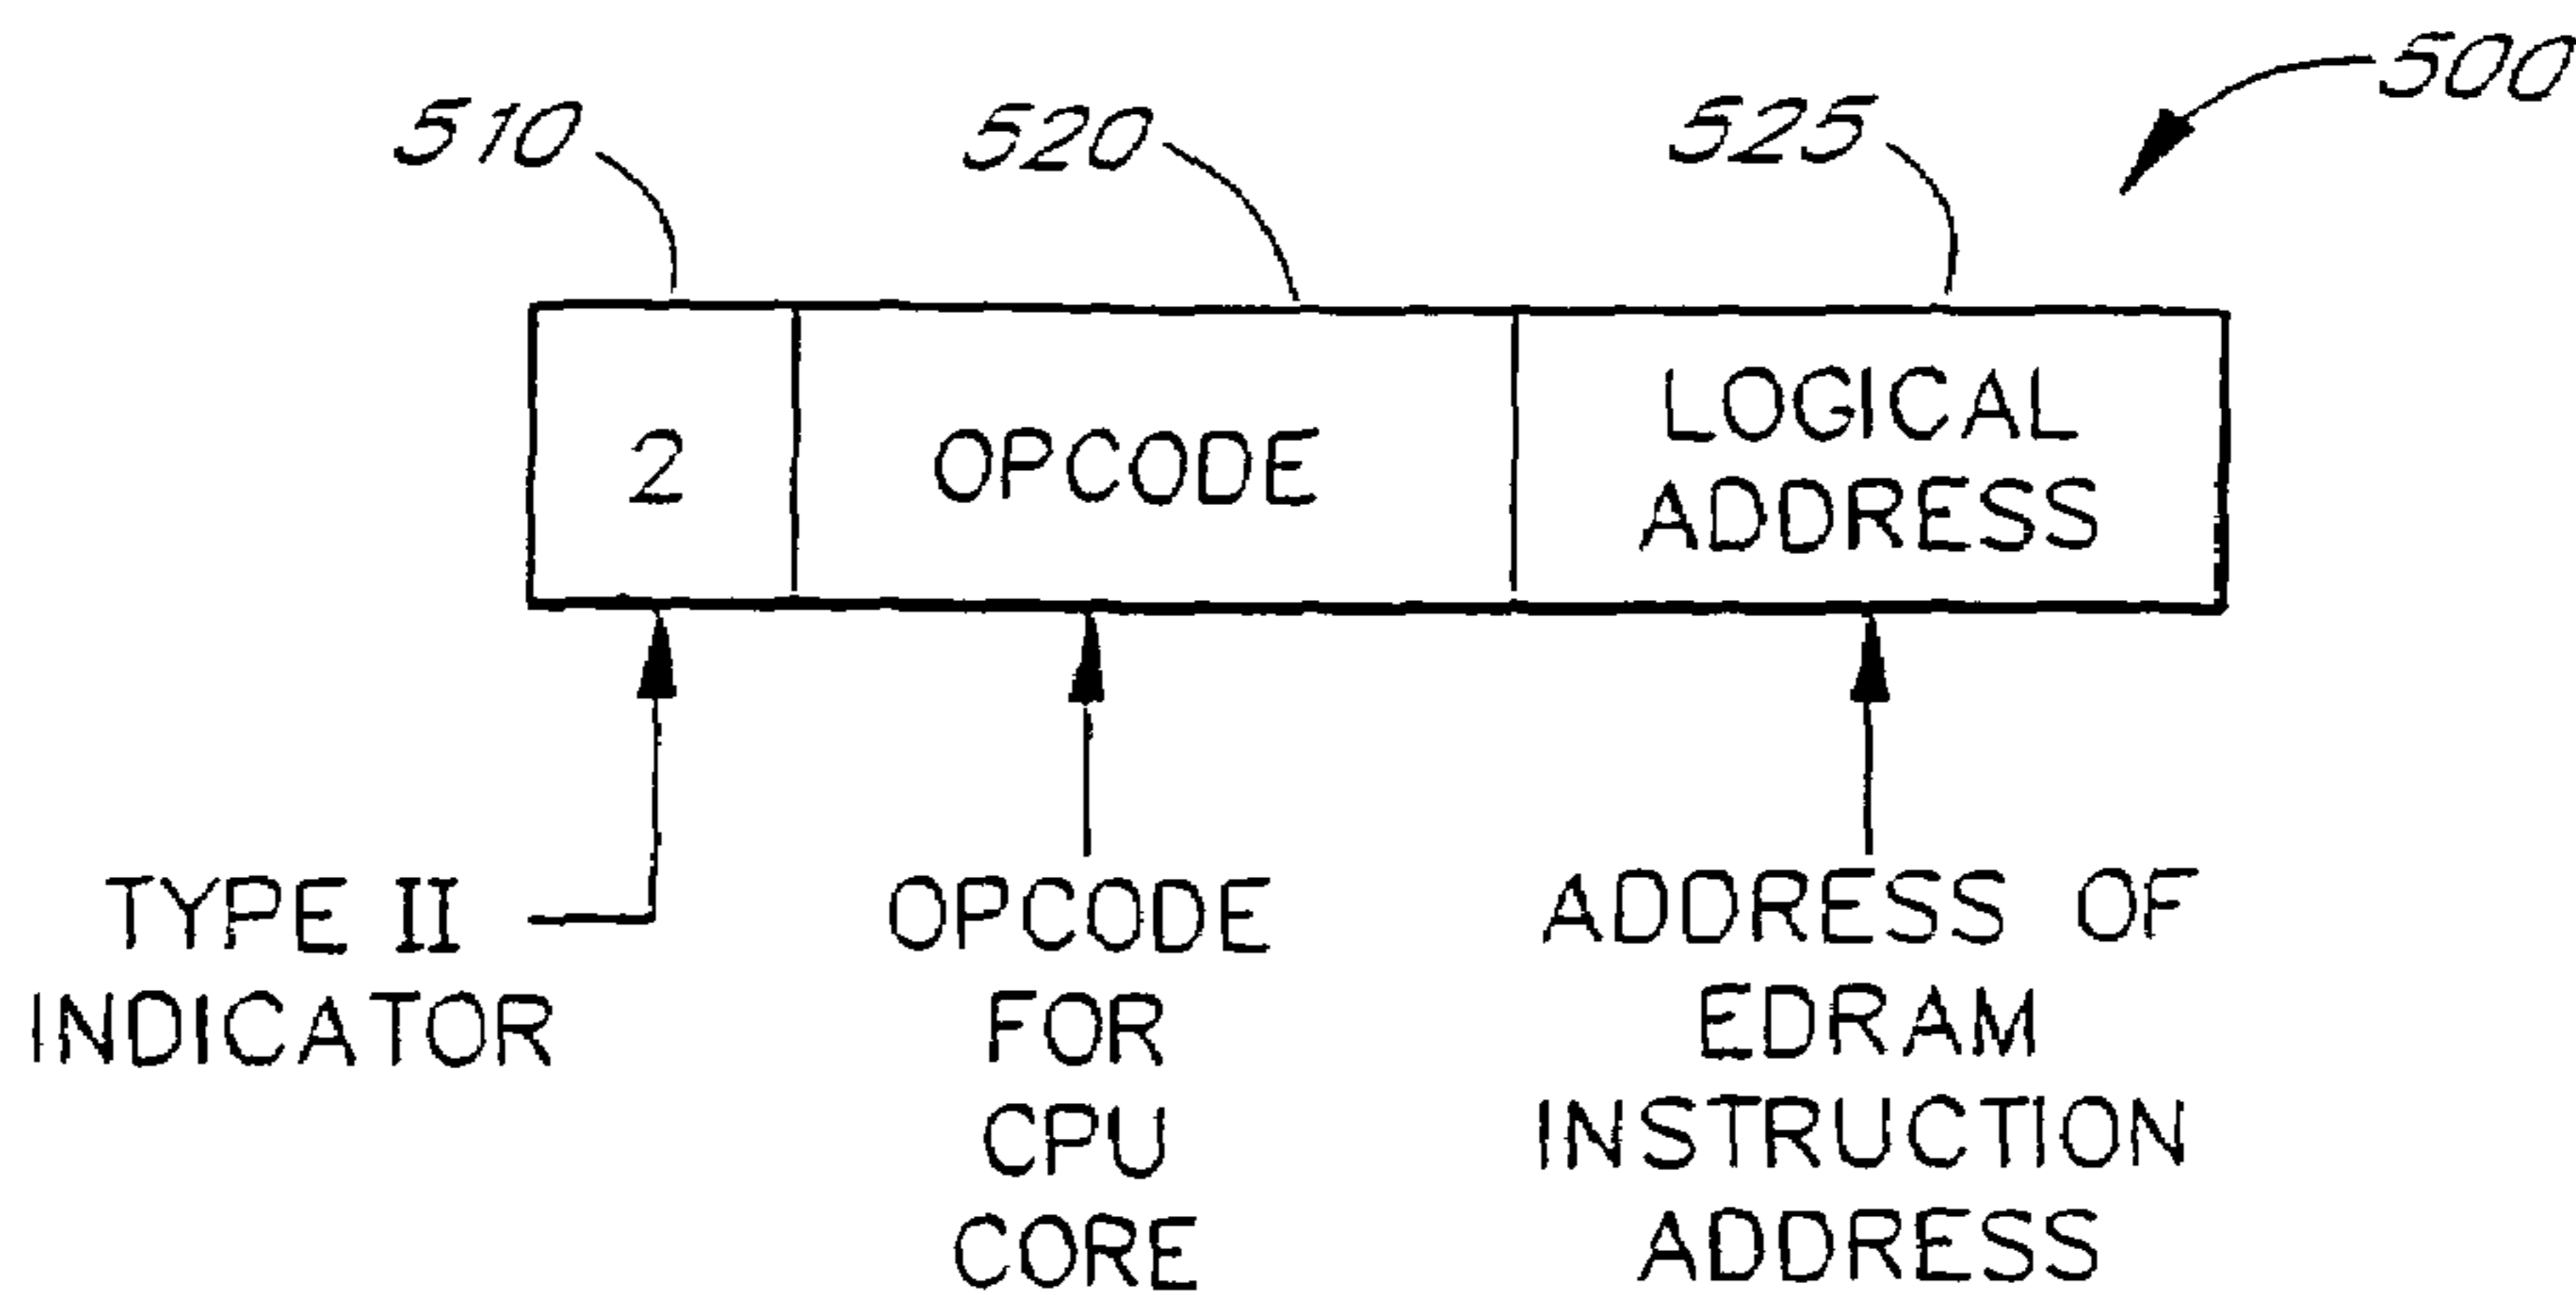 500
510
520
525
2
OPCODE
LOGICAL
ADDRESS
TYPE II
INDICATOR
OPCODE
FOR
CPU
CORE
ADDRESS OF
EDRAM
INSTRUCTION
ADDRESS